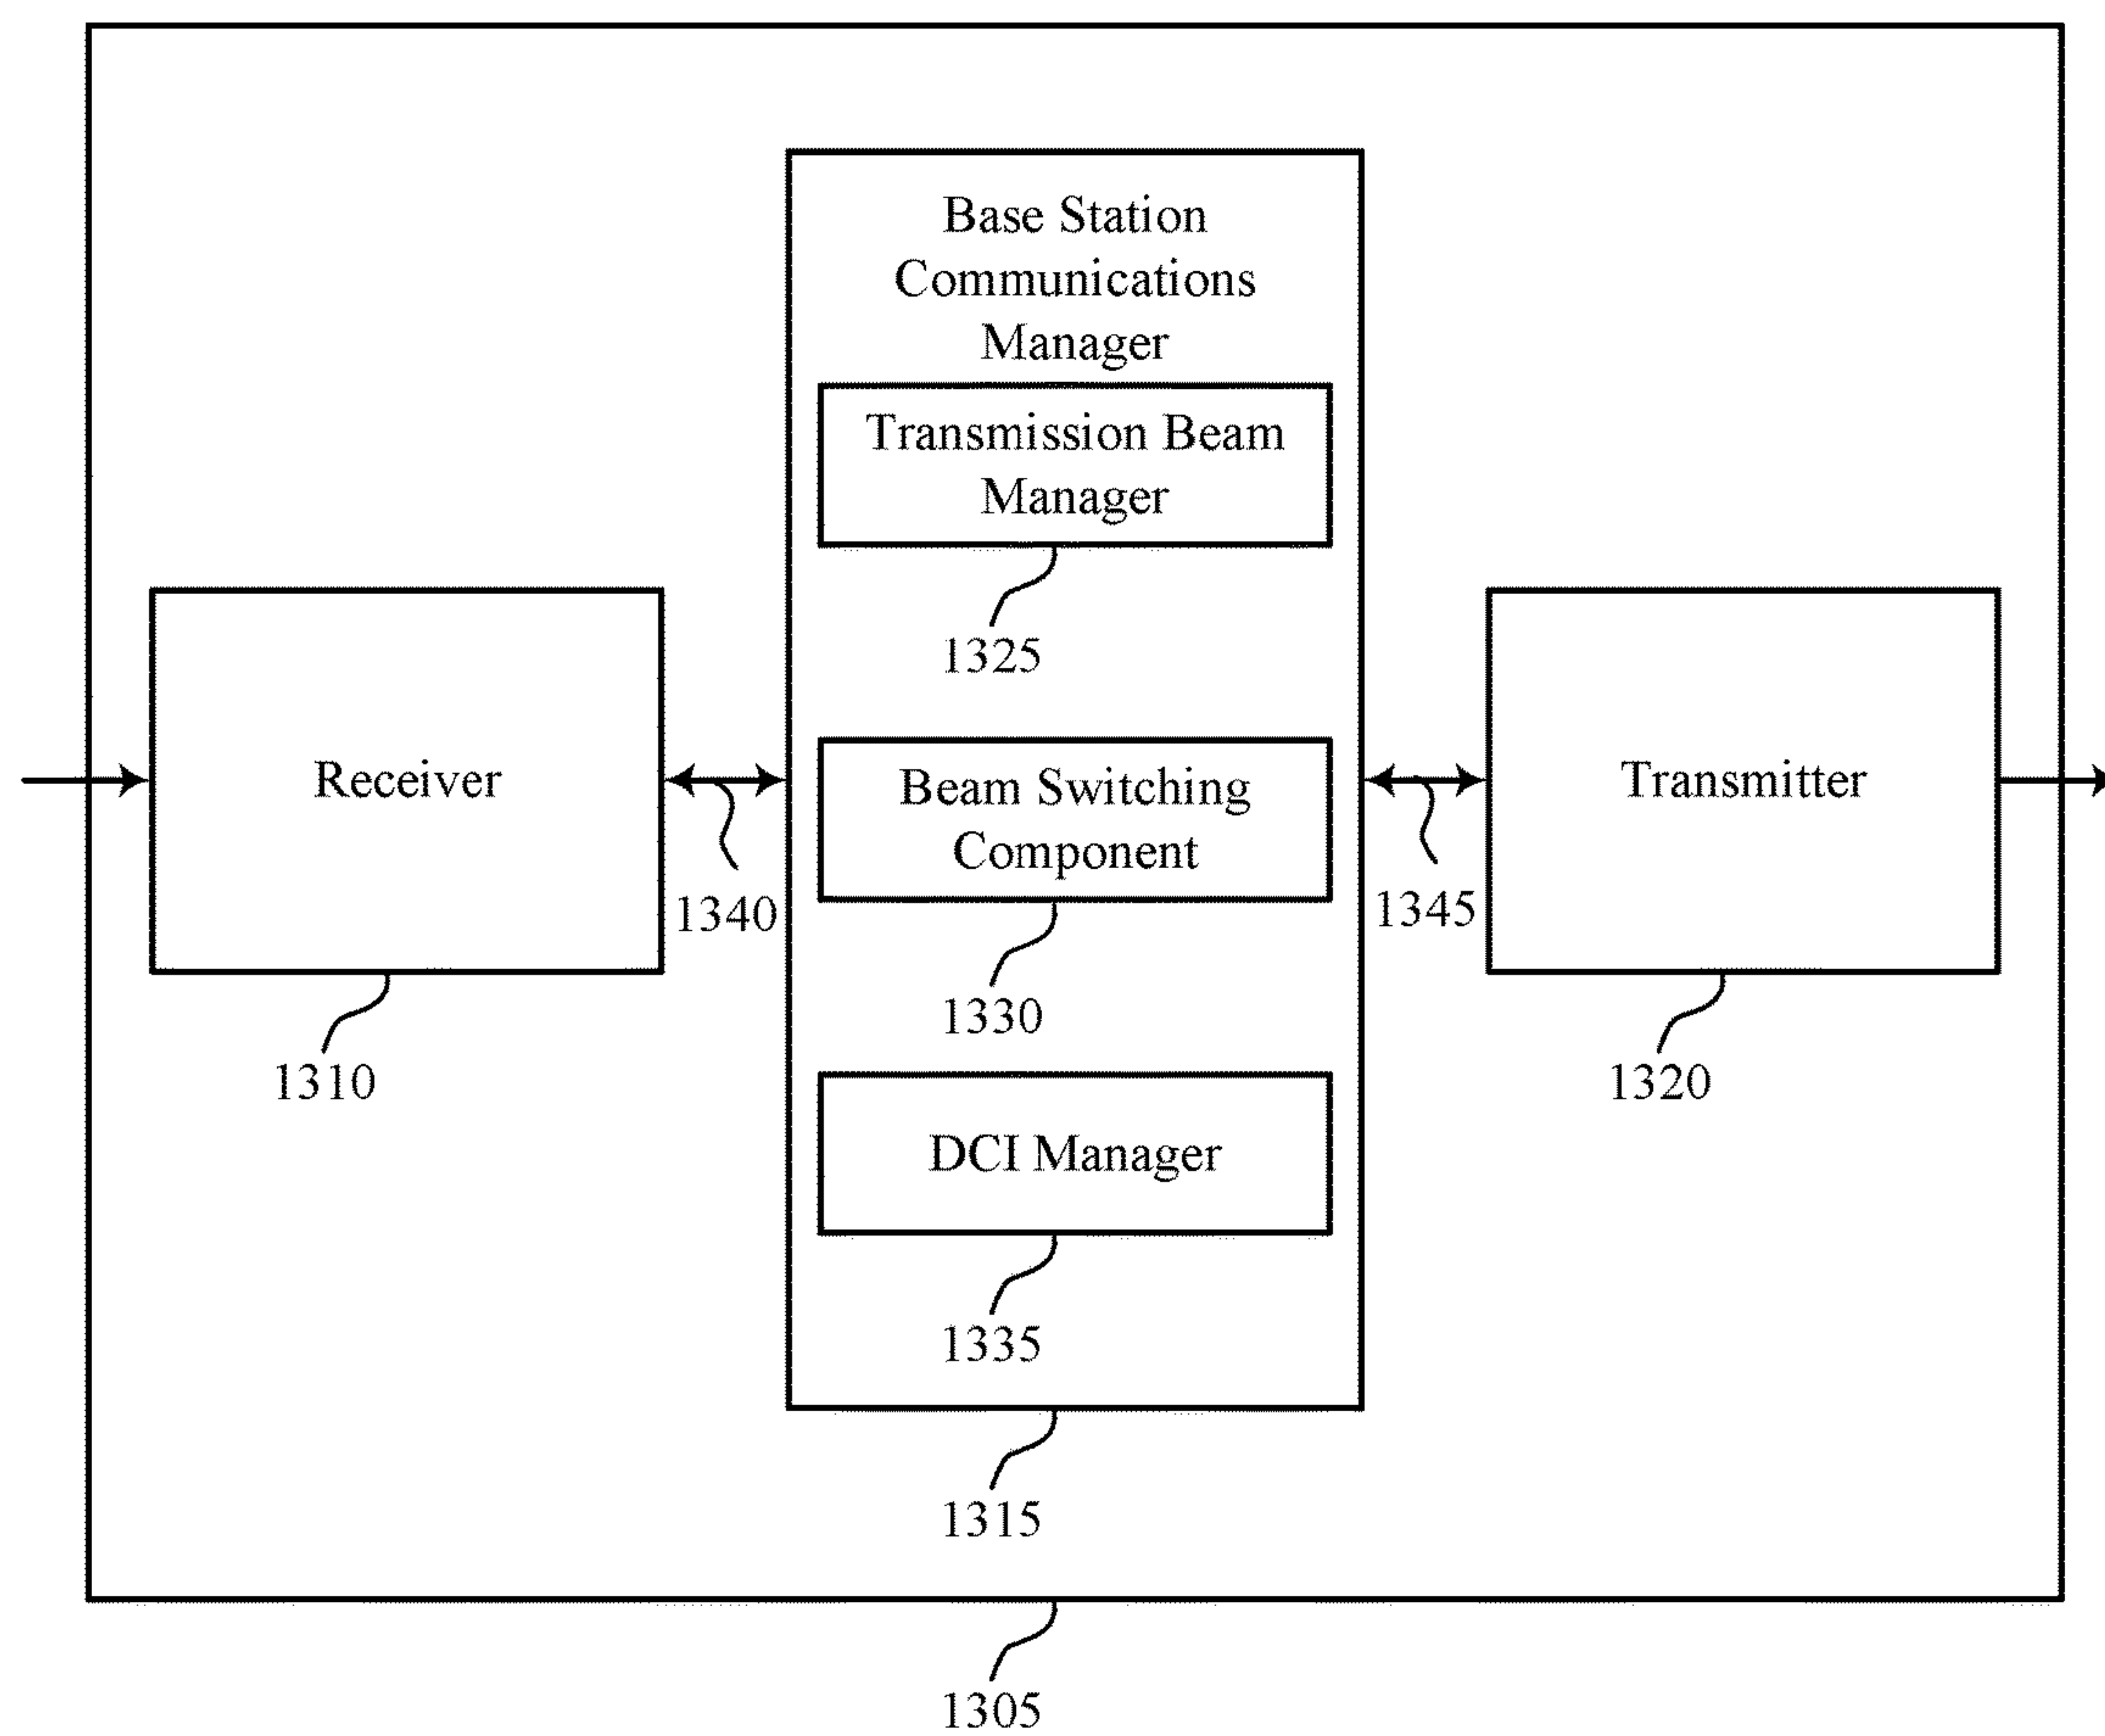 Base Station
Communications
Manager
Transmission Beam
Manager
1325
Receiver
Beam Switching
Component
Transmitter
1340
1345
1330
1310
1320
DCI Manager
1335
1315
1305